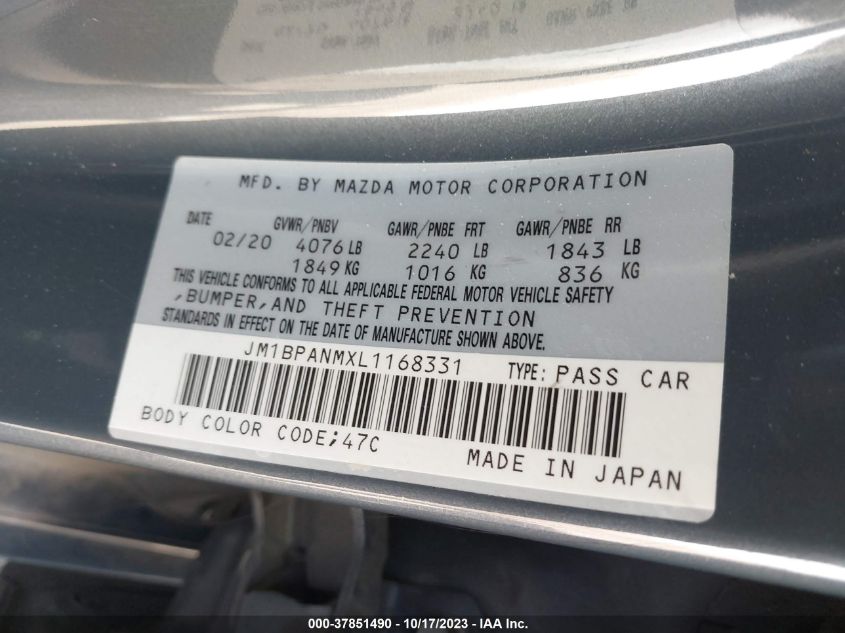 MFD. BY MAZDA MOTOR CORPORATION
DATE GVWR/PNBV GAWR/PNBE FRT GAWR/PNBE RR
02/20 4076 LB 2240 LB 1843 LB
1849 KG 1016 KG 836 KG
THIS VEHICLE CONFORMS TO ALL APPLICABLE FEDERAL MOTOR VEHICLE SAFETY
,BUMPER,AND THEFT PREVENTION
STANDARDS IN EFFECT ON THE DATE OF MANUFACTURE SHOWN ABOVE.
JM1BPANMXL1168331 TYPE: PASS CAR
BODY COLOR CODE;47C
MADE IN JAPAN
000-37851490 - 10/17/2023 - IAAI.com